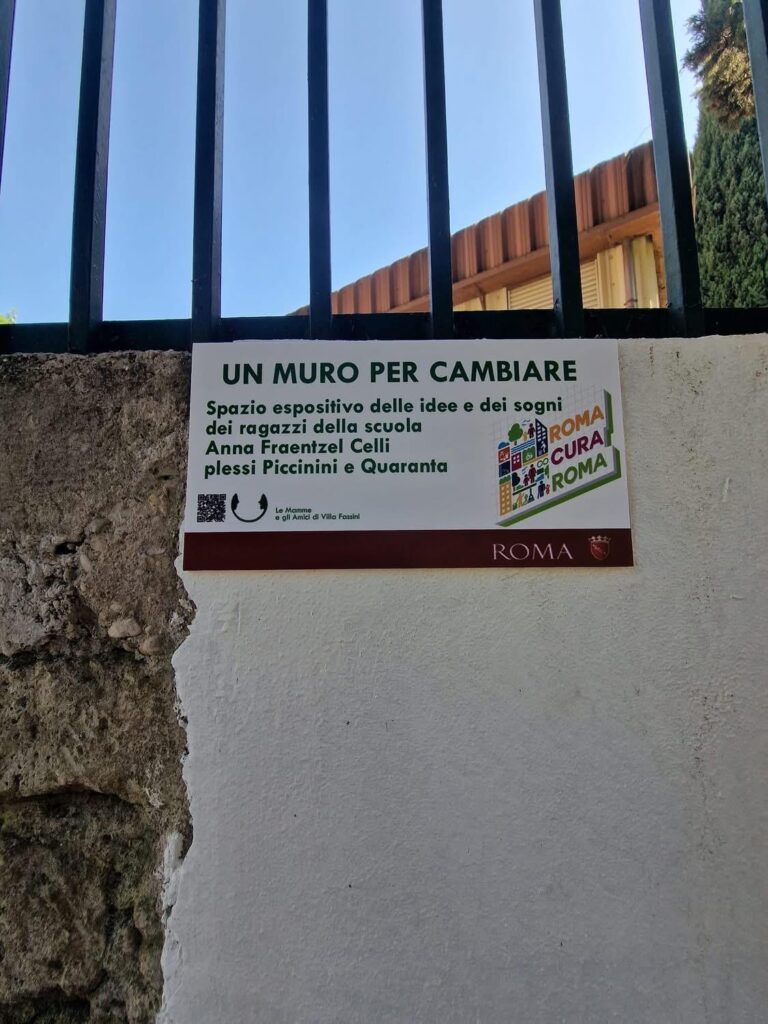 UN MURO PER CAMBIARE
Spazio espositivo delle idee e dei sogni
dei ragazzi della scuola
Anna Fraentzel Celli
plessi Piccinini e Quaranta
ROMA
CURA
ROMA
Le Mamme
e gli Amici di Villa Fassini
ROMA